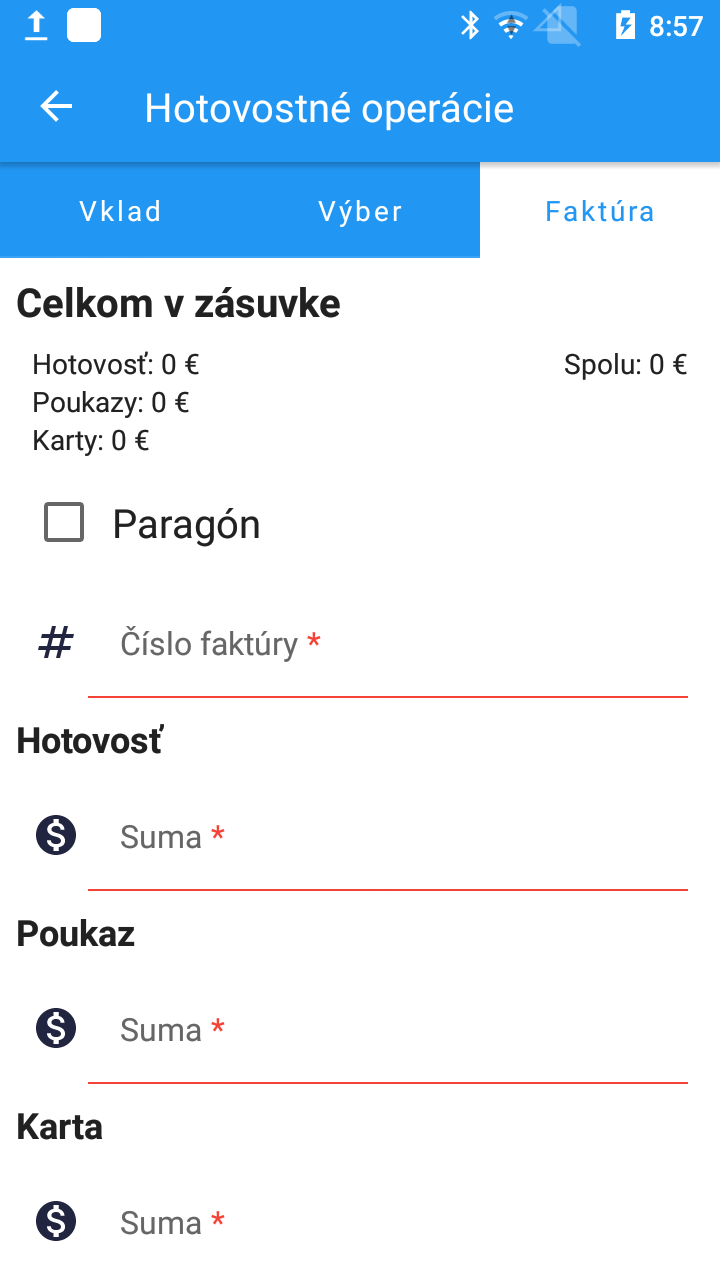 8:57
Hotovostné operácie
Vklad Výber Faktúra
Celkom v zásuvke
Hotovosť: 0 € Spolu: 0 €
Poukazy: 0 €
Karty: 0 €
Paragón
# Číslo faktúry *
Hotovosť
$ Suma *
Poukaz
$ Suma *
Karta
$ Suma *